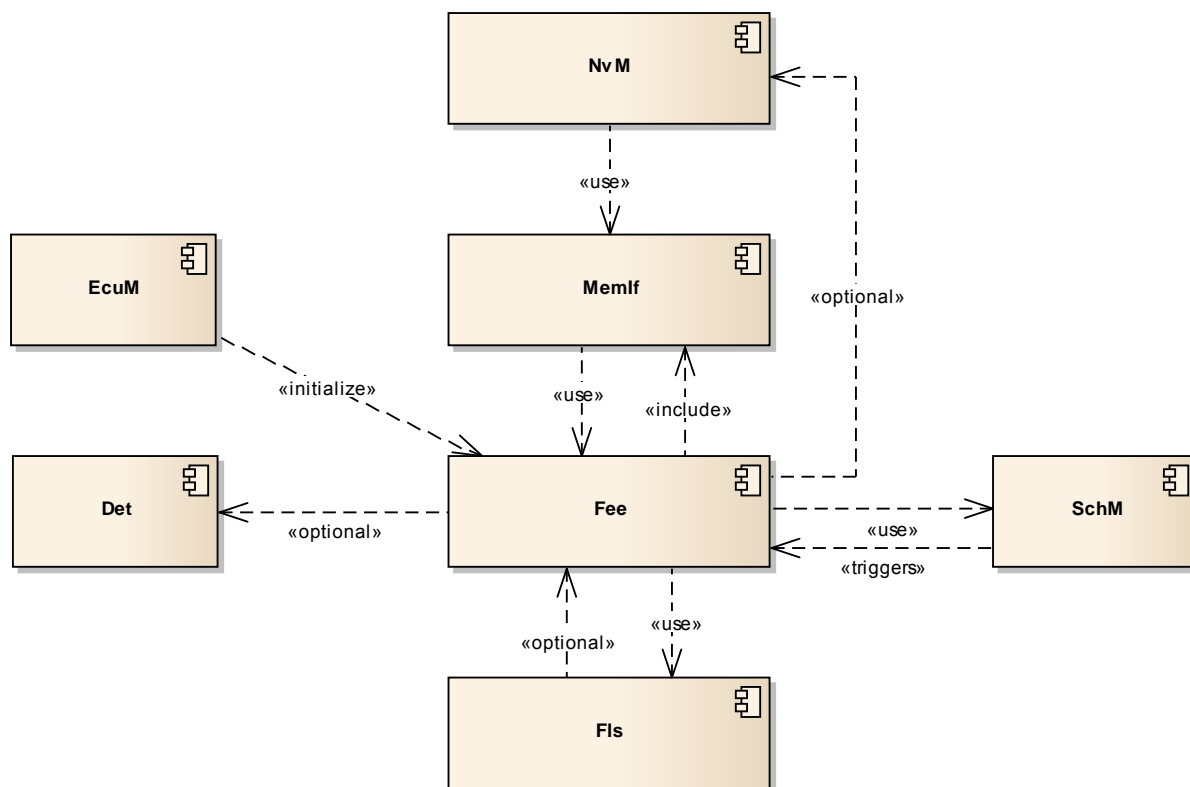 NvM
«use»
EcuM
MemIf
«optional»
«initialize»
«use»
«include»
Det
Fee
SchM
«optional»
«use»
«triggers»
«optional»
«use»
Fls